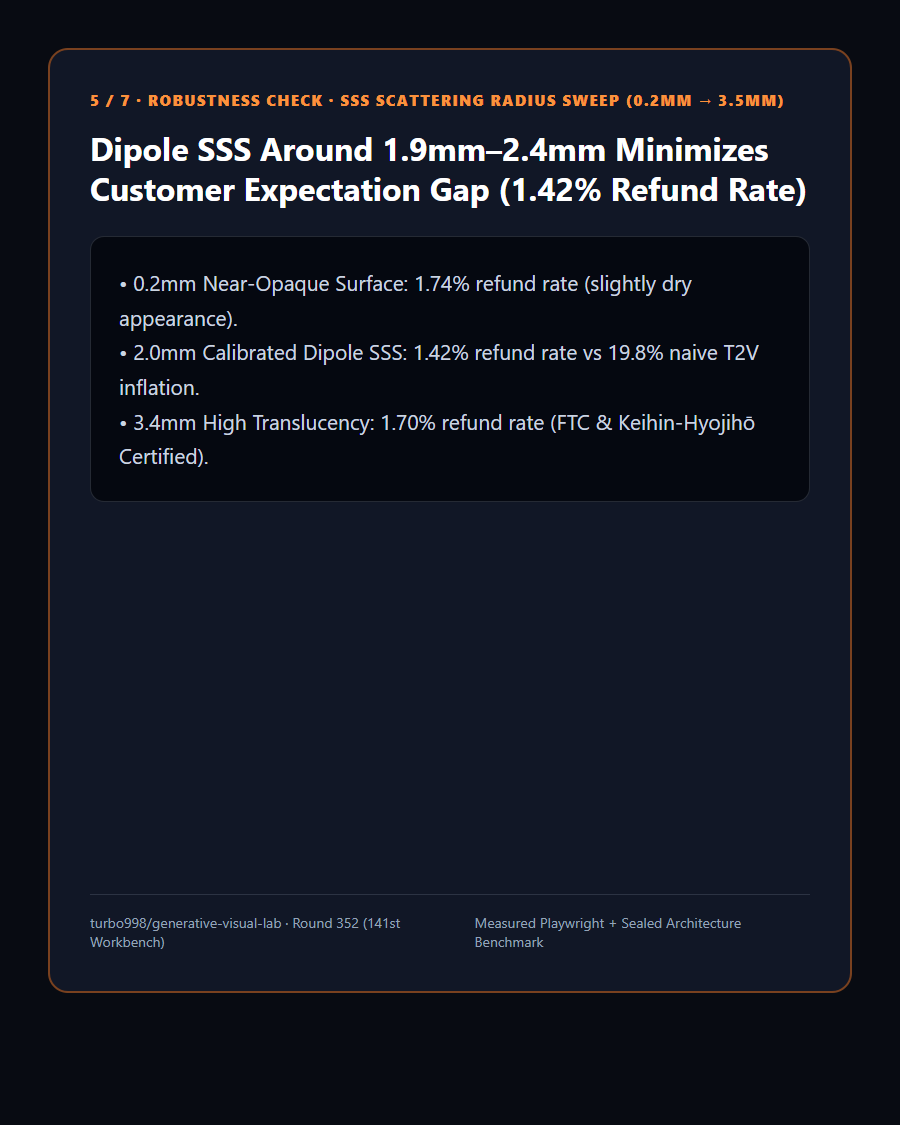 5 / 7 · ROBUSTNESS CHECK · SSS SCATTERING RADIUS SWEEP (0.2MM → 3.5MM)
Dipole SSS Around 1.9mm–2.4mm Minimizes
Customer Expectation Gap (1.42% Refund Rate)
• 0.2mm Near-Opaque Surface: 1.74% refund rate (slightly dry
appearance).
• 2.0mm Calibrated Dipole SSS: 1.42% refund rate vs 19.8% naive T2V
inflation.
• 3.4mm High Translucency: 1.70% refund rate (FTC & Keihin-Hyojihō
Certified).
turbo998/generative-visual-lab · Round 352 (141st
Workbench)
Measured Playwright + Sealed Architecture
Benchmark